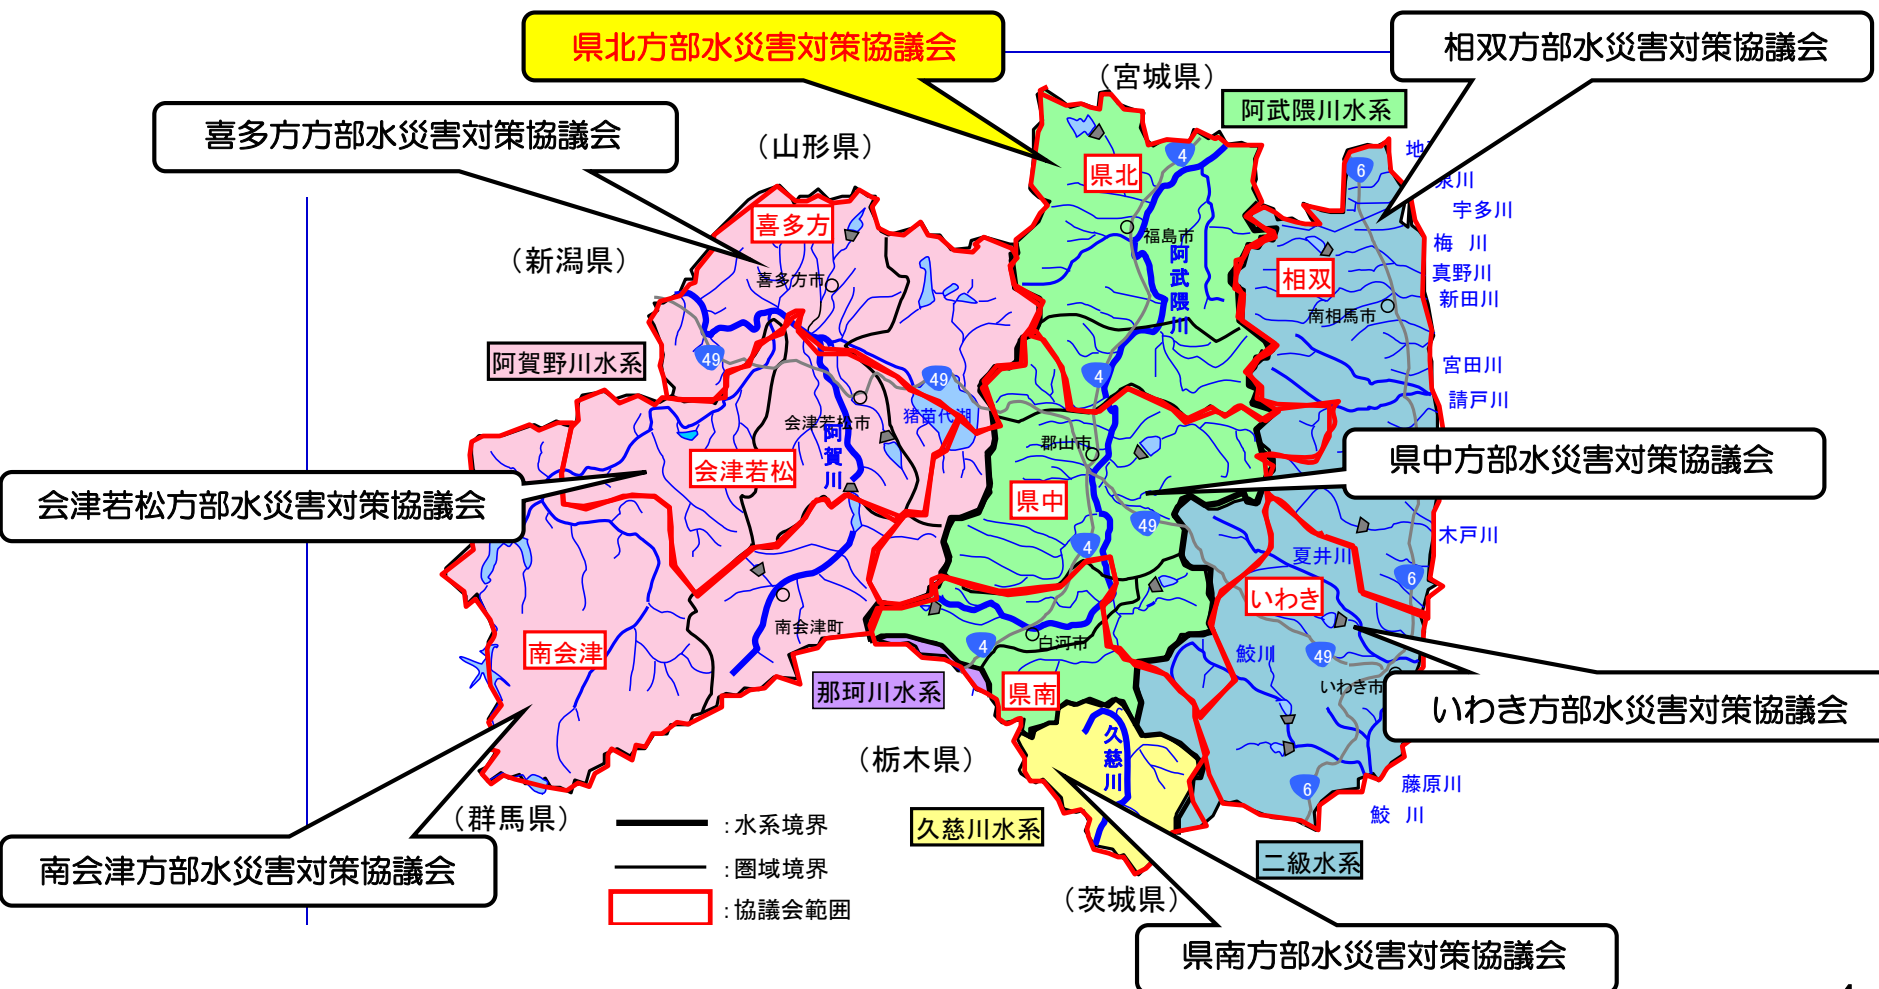 県北方部水災害対策協議会
相双方部水災害対策協議会
(宮城県)
阿武隈川水系
喜多方方部水災害対策協議会
(山形県)
4
6
地
泉川
県北
宇多川
喜多方
福島市
梅 川
(新潟県)
阿武隈川
相双
真野川
喜多方市
新田川
南相馬市
阿賀野川水系
49
49
4
宮田川
請戸川
会津若松市
猪苗代湖
阿賀川
郡山市
県中方部水災害対策協議会
会津若松
県中
会津若松方部水災害対策協議会
49
木戸川
4
夏井川
6
いわき
南会津町
白河市
4
南会津
鮫川
49
いわき市
那珂川水系
県南
いわき方部水災害対策協議会
久慈川
(栃木県)
6
藤原川
(群馬県)
鮫 川
:水系境界
久慈川水系
二級水系
:圏域境界
南会津方部水災害対策協議会
(茨城県)
:協議会範囲
県南方部水災害対策協議会